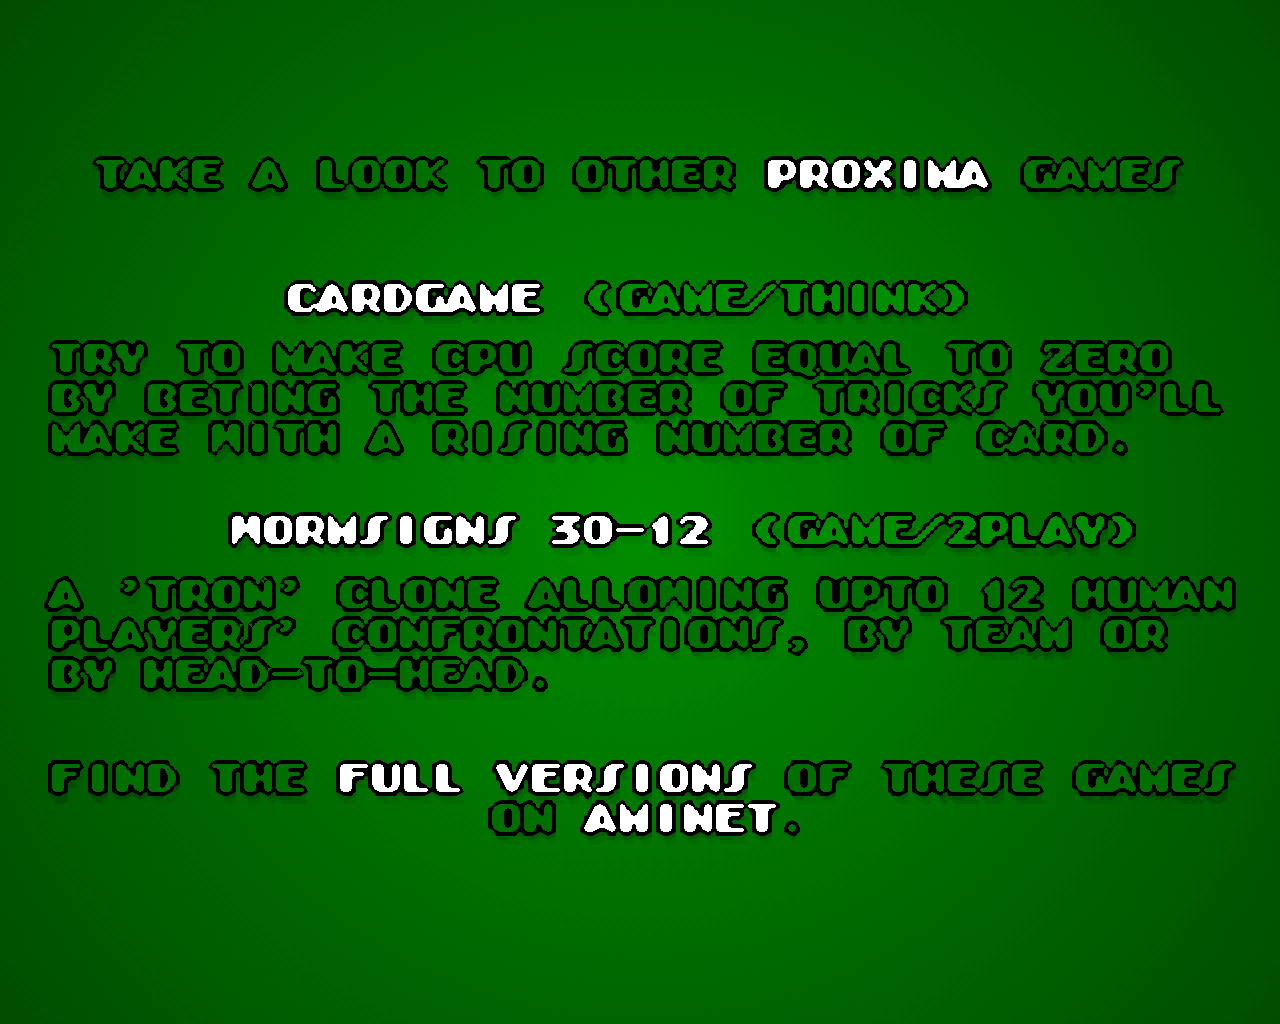 TAKE A LOOK TO OTHER PROXIMA GAMES
CARDGAME (GAME/THINK)
TRY TO MAKE CPU SCORE EQUAL TO ZERO
BY BETING THE NUMBER OF TRICKS YOU'LL
MAKE WITH A RISING NUMBER OF CARD.
WORMSIGNS 30-12 (GAME/2PLAY)
A 'TRON' CLONE ALLOWING UPTO 12 HUMAN
PLAYERS' CONFRONTATIONS, BY TEAM OR
BY HEAD-TO-HEAD.
FIND THE FULL VERSIONS OF THESE GAMES
ON AMINET.